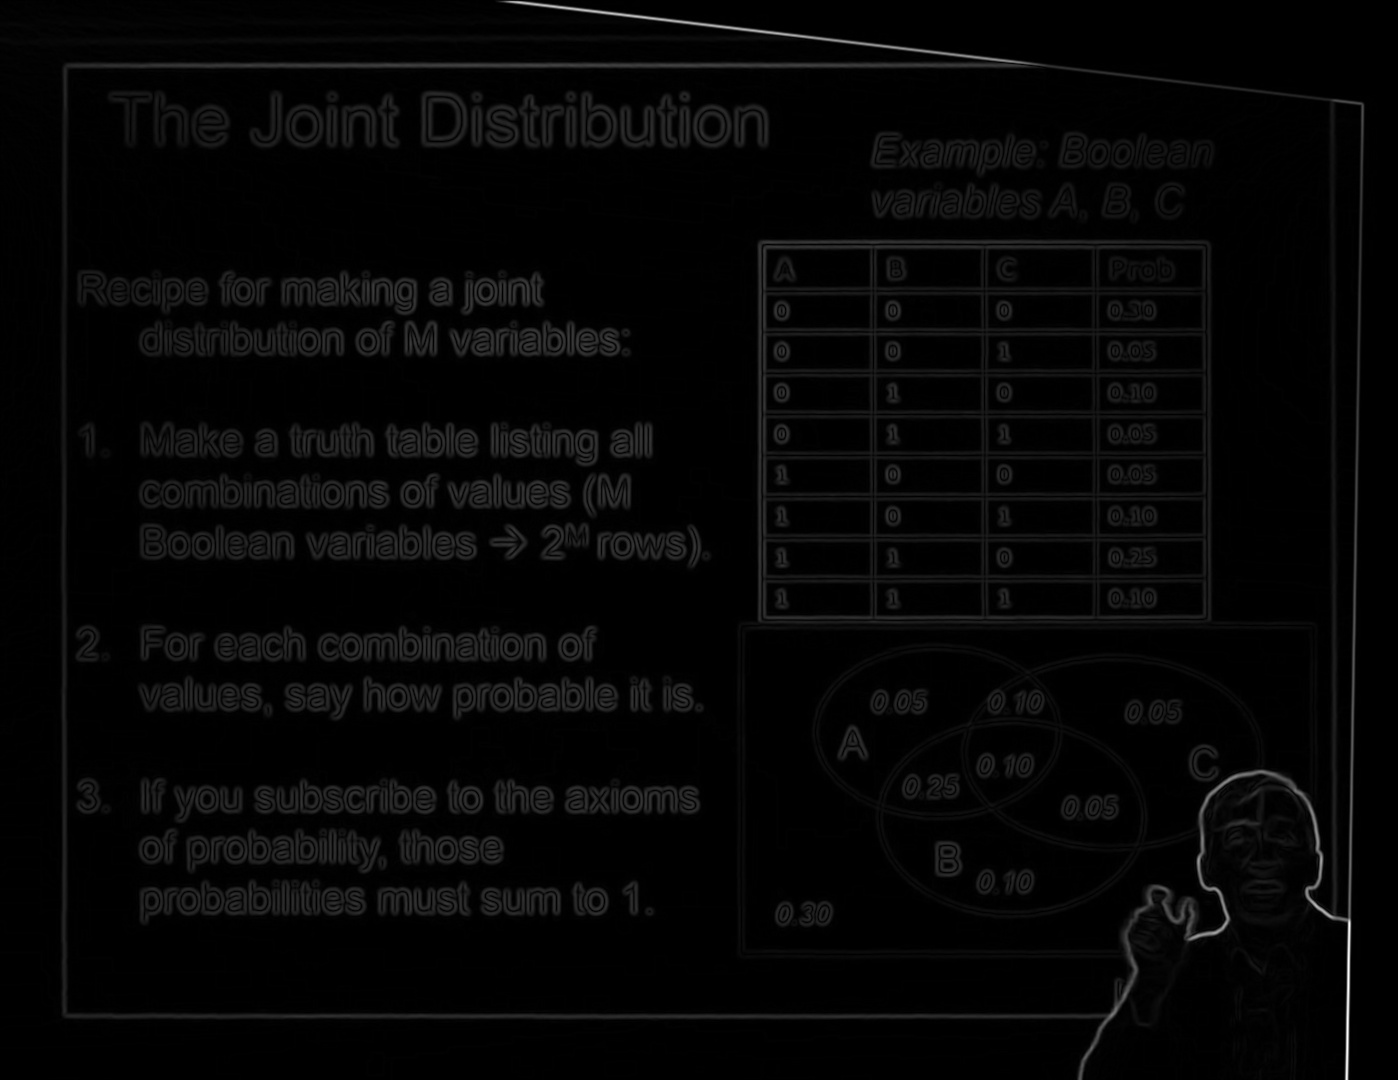 The Joint Distribution
Example: Boolean
variables A, B, C
Recipe for making a joint
distribution of M variables:
1. Make a truth table listing all
combinations of values (M
Boolean variables → 2^M rows).
2. For each combination of
values, say how probable it is.
3. If you subscribe to the axioms
of probability, those
probabilities must sum to 1.
A B C Prob
0 0 0 0.30
0 0 1 0.05
0 1 0 0.10
0 1 1 0.05
1 0 0 0.05
1 0 1 0.10
1 1 0 0.25
1 1 1 0.10
0.05 0.10 0.05
A
C
0.10
0.25
0.05
B
0.10
0.30